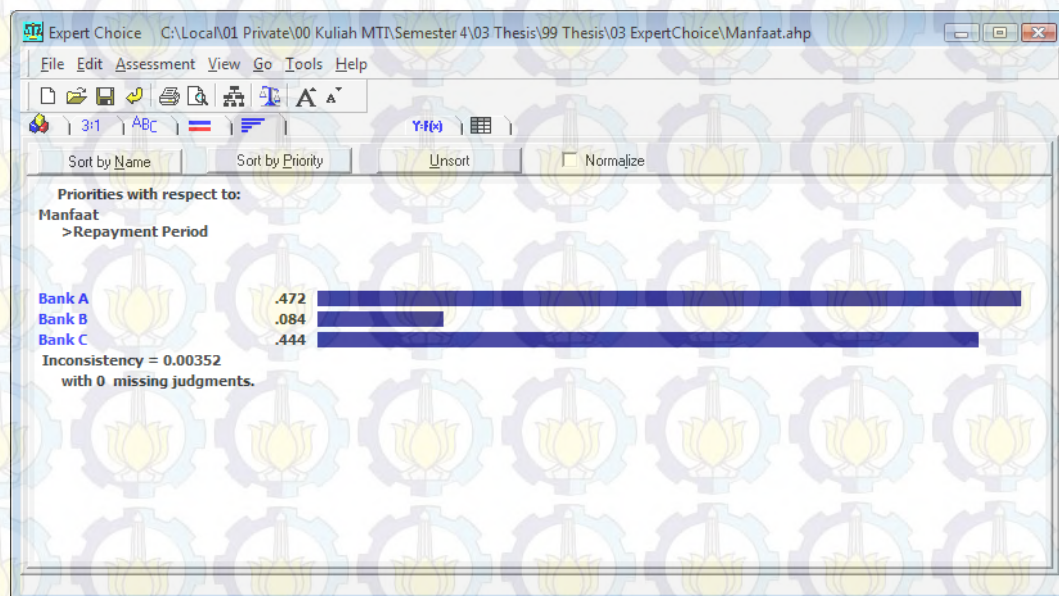 Expert Choice C:\Local\01 Private\00 Kuliah MTI\Semester 4\03 Thesis\99 Thesis\03 ExpertChoice\Manfaat.ahp
File Edit Assessment View Go Tools Help
3:1 ABC Y=F(x)
Sort by Name Sort by Priority Unsort Normalize
Priorities with respect to:
Manfaat
>Repayment Period
Bank A .472
Bank B .084
Bank C .444
Inconsistency = 0.00352
with 0 missing judgments.